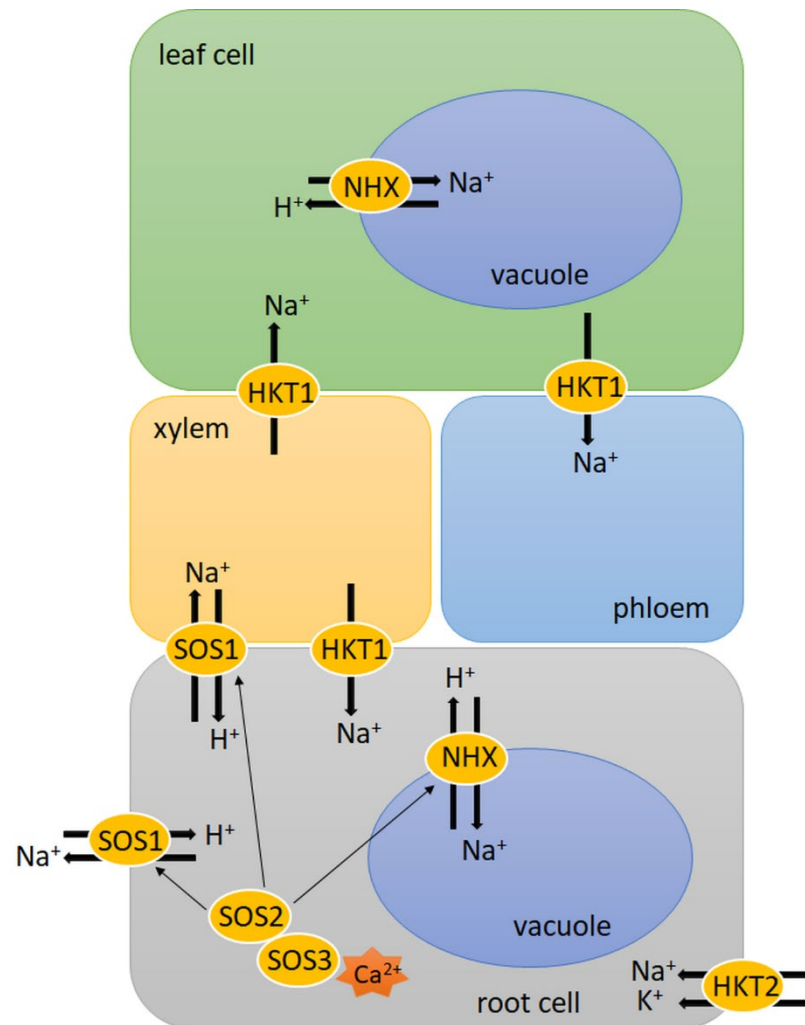 leaf cell
NHX
Na⁺
H⁺
vacuole
Na⁺
HKT1
HKT1
xylem
Na⁺
Na⁺
phloem
SOS1
HKT1
H⁺
Na⁺
H⁺
NHX
SOS1
H⁺
Na⁺
Na⁺
SOS2
vacuole
SOS3
Ca²⁺
Na⁺
HKT2
K⁺
root cell